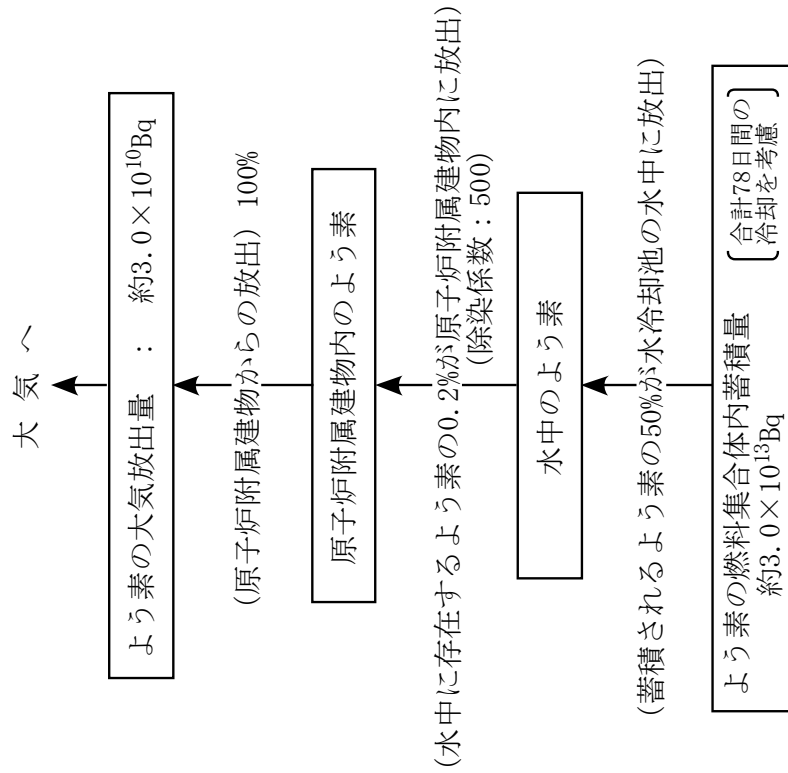 大 気 へ
よう素の大気放出量 : 約3.0×10¹⁰Bq
(原子炉附属建物からの放出) 100%
原子炉附属建物内のよう素
(水中に存在するよう素の0.2%が原子炉附属建物内に放出)
(除染係数:500)
水中のよう素
(蓄積されるよう素の50%が水冷却池の水中に放出)
よう素の燃料集合体内蓄積量
約3.0×10¹³Bq
合計78日間の
冷却を考慮